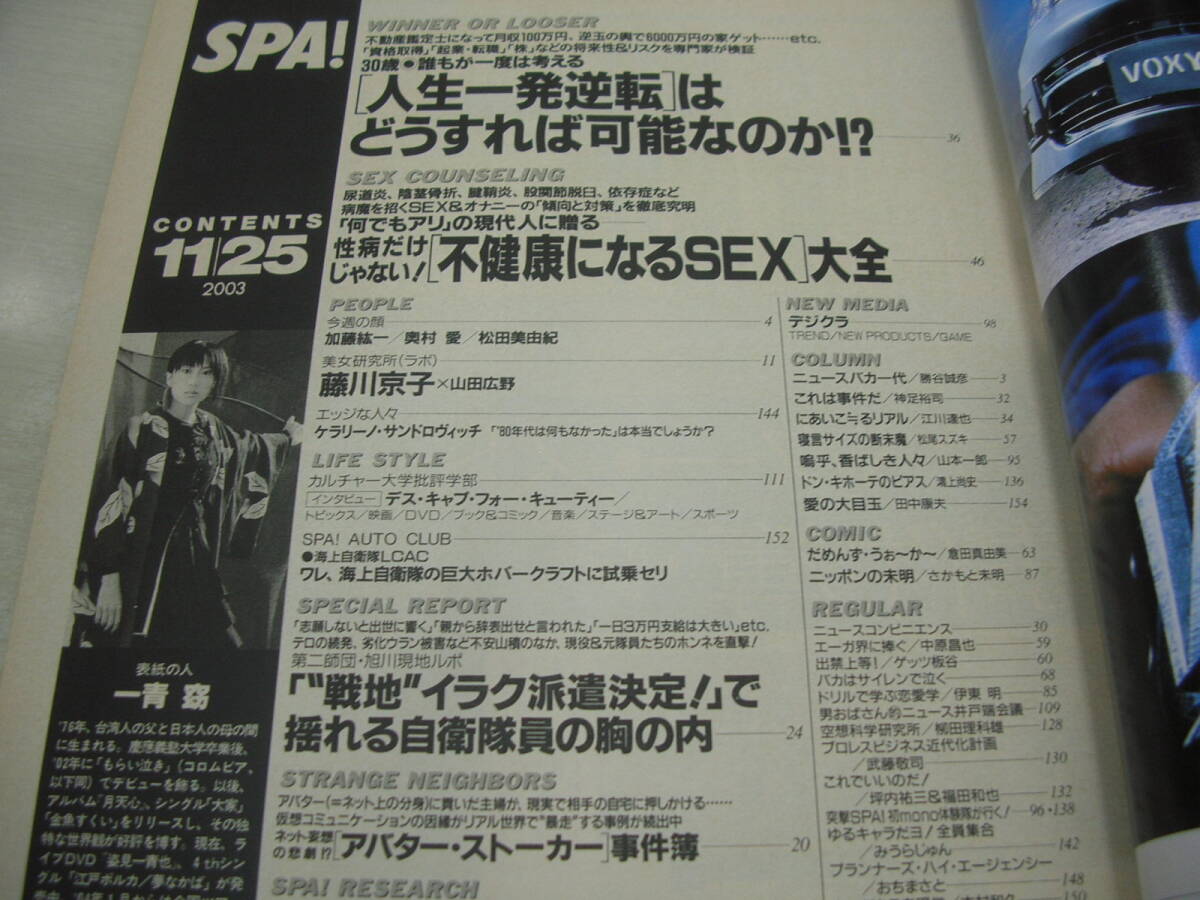 SPA!
CONTENTS
11/25
2003
表紙の人
一青 窈
'76年、台湾人の父と日本人の母の間
に生まれる。慶應義塾大学卒業後、
'02年に「もらい泣き」(コロムビア、
以下同)でデビューを飾る。以後、
アルバム「月天心」、シングル「大家」
「金魚すくい」をリリースし、その独
特な世界観が好評を博す。現在、ラ
イブDVD「姿見一青也」、4thシン
グル「江戸ポルカ/夢なかば」が発
WINNER OR LOOSER
不動産鑑定士になって月収100万円、逆玉の輿で6000万円の家ゲット……etc.
「資格取得」「起業・転職」「株」などの将来性&リスクを専門家が検証
30歳●誰もが一度は考える
[人生一発逆転]は
どうすれば可能なのか!? 36
SEX COUNSELING
尿道炎、陰茎骨折、腱鞘炎、股関節脱臼、依存症など
病魔を招くSEX&オナニーの「傾向と対策」を徹底究明
「何でもアリ」の現代人に贈る
性病だけ
じゃない! [不健康になるSEX]大全 46
PEOPLE
今週の顔 4
加藤紘一/奥村 愛/松田美由紀
美女研究所(ラボ) 11
藤川京子×山田広野
エッジな人々 144
ケラリーノ・サンドロヴィッチ 「'80年代は何もなかった」は本当でしょうか?
LIFE STYLE
カルチャー大学批評学部 111
インタビュー デス・キャブ・フォー・キューティー/
トピックス/映画/DVD/ブック&コミック/音楽/ステージ&アート/スポーツ
SPA! AUTO CLUB 152
●海上自衛隊LCAC
ワレ、海上自衛隊の巨大ホバークラフトに試乗セリ
SPECIAL REPORT
「志願しないと出世に響く」「親から辞表出せと言われた」「一日3万円支給は大きい」etc.
テロの続発、劣化ウラン被害など不安山積のなか、現役&元隊員たちのホンネを直撃!
第二師団・旭川現地ルポ
「"戦地"イラク派遣決定!」で
揺れる自衛隊員の胸の内 24
STRANGE NEIGHBORS
アバター(=ネット上の分身)に貢いだ主婦が、現実で相手の自宅に押しかける……
仮想コミュニケーションの因縁がリアル世界で"暴走"する事例が続出中
ネット妄想
の悲劇!? [アバター・ストーカー]事件簿 20
SPA! RESEARCH
NEW MEDIA
デジクラ 98
TREND/NEW PRODUCTS/GAME
COLUMN
ニュースバカ一代/勝谷誠彦 3
これは事件だ/神足裕司 32
にあいこ≒るリアル/江川達也 34
寝言サイズの断末魔/松尾スズキ 57
嗚乎、香ばしき人々/山本一郎 95
ドン・キホーテのピアス/鴻上尚史 136
愛の大目玉/田中康夫 154
COMIC
だめんず・うぉ〜か〜/倉田真由美 63
ニッポンの未明/さかもと未明 87
REGULAR
ニュースコンビニエンス 30
エーガ界に捧ぐ/中原昌也 59
出禁上等!/ゲッツ板谷 60
バカはサイレンで泣く 68
ドリルで学ぶ恋愛学/伊東 明 85
男おばさん的ニュース井戸端会議 109
空想科学研究所/柳田理科雄 128
プロレスビジネス近代化計画
/武藤敬司 130
これでいいのだ!
/坪内祐三&福田和也 132
突撃SPA! 初mono体験隊が行く! 96・138
ゆるキャラだヨ! 全員集合
/みうらじゅん 142
プランナーズ・ハイ・エージェンシー
/おちまさと 148
150
VOXY